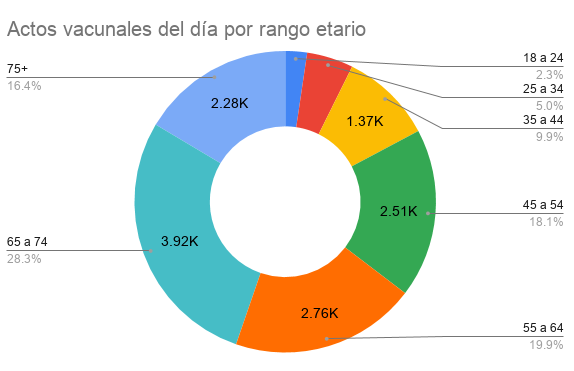 Actos vacunales del día por rango etario
18 a 24
2.3%
25 a 34
5.0%
35 a 44
9.9%
45 a 54
18.1%
55 a 64
19.9%
65 a 74
28.3%
75+
16.4%
1.37K
2.51K
2.76K
3.92K
2.28K